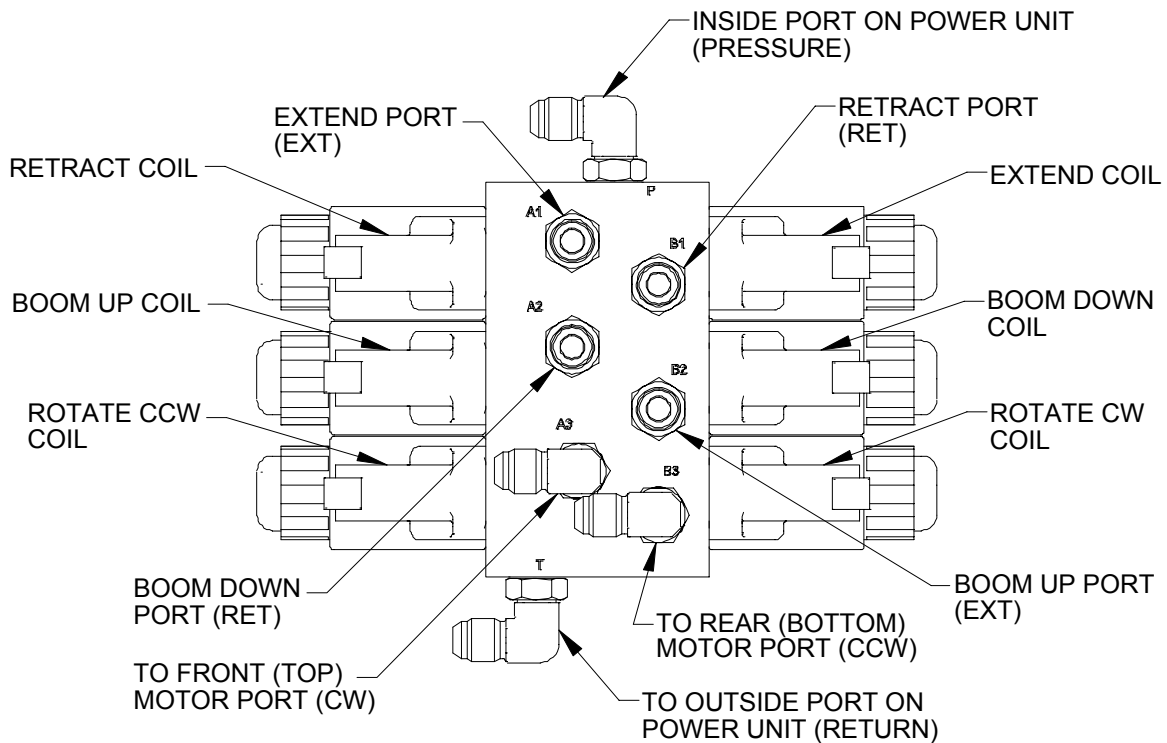 INSIDE PORT ON POWER UNIT
(PRESSURE)
EXTEND PORT
(EXT)
RETRACT PORT
(RET)
RETRACT COIL
EXTEND COIL
P
A1
B1
BOOM UP COIL
BOOM DOWN
COIL
A2
B2
ROTATE CCW
COIL
ROTATE CW
COIL
A3
B3
T
BOOM DOWN
PORT (RET)
BOOM UP PORT
(EXT)
TO REAR (BOTTOM)
MOTOR PORT (CCW)
TO FRONT (TOP)
MOTOR PORT (CW)
TO OUTSIDE PORT ON
POWER UNIT (RETURN)